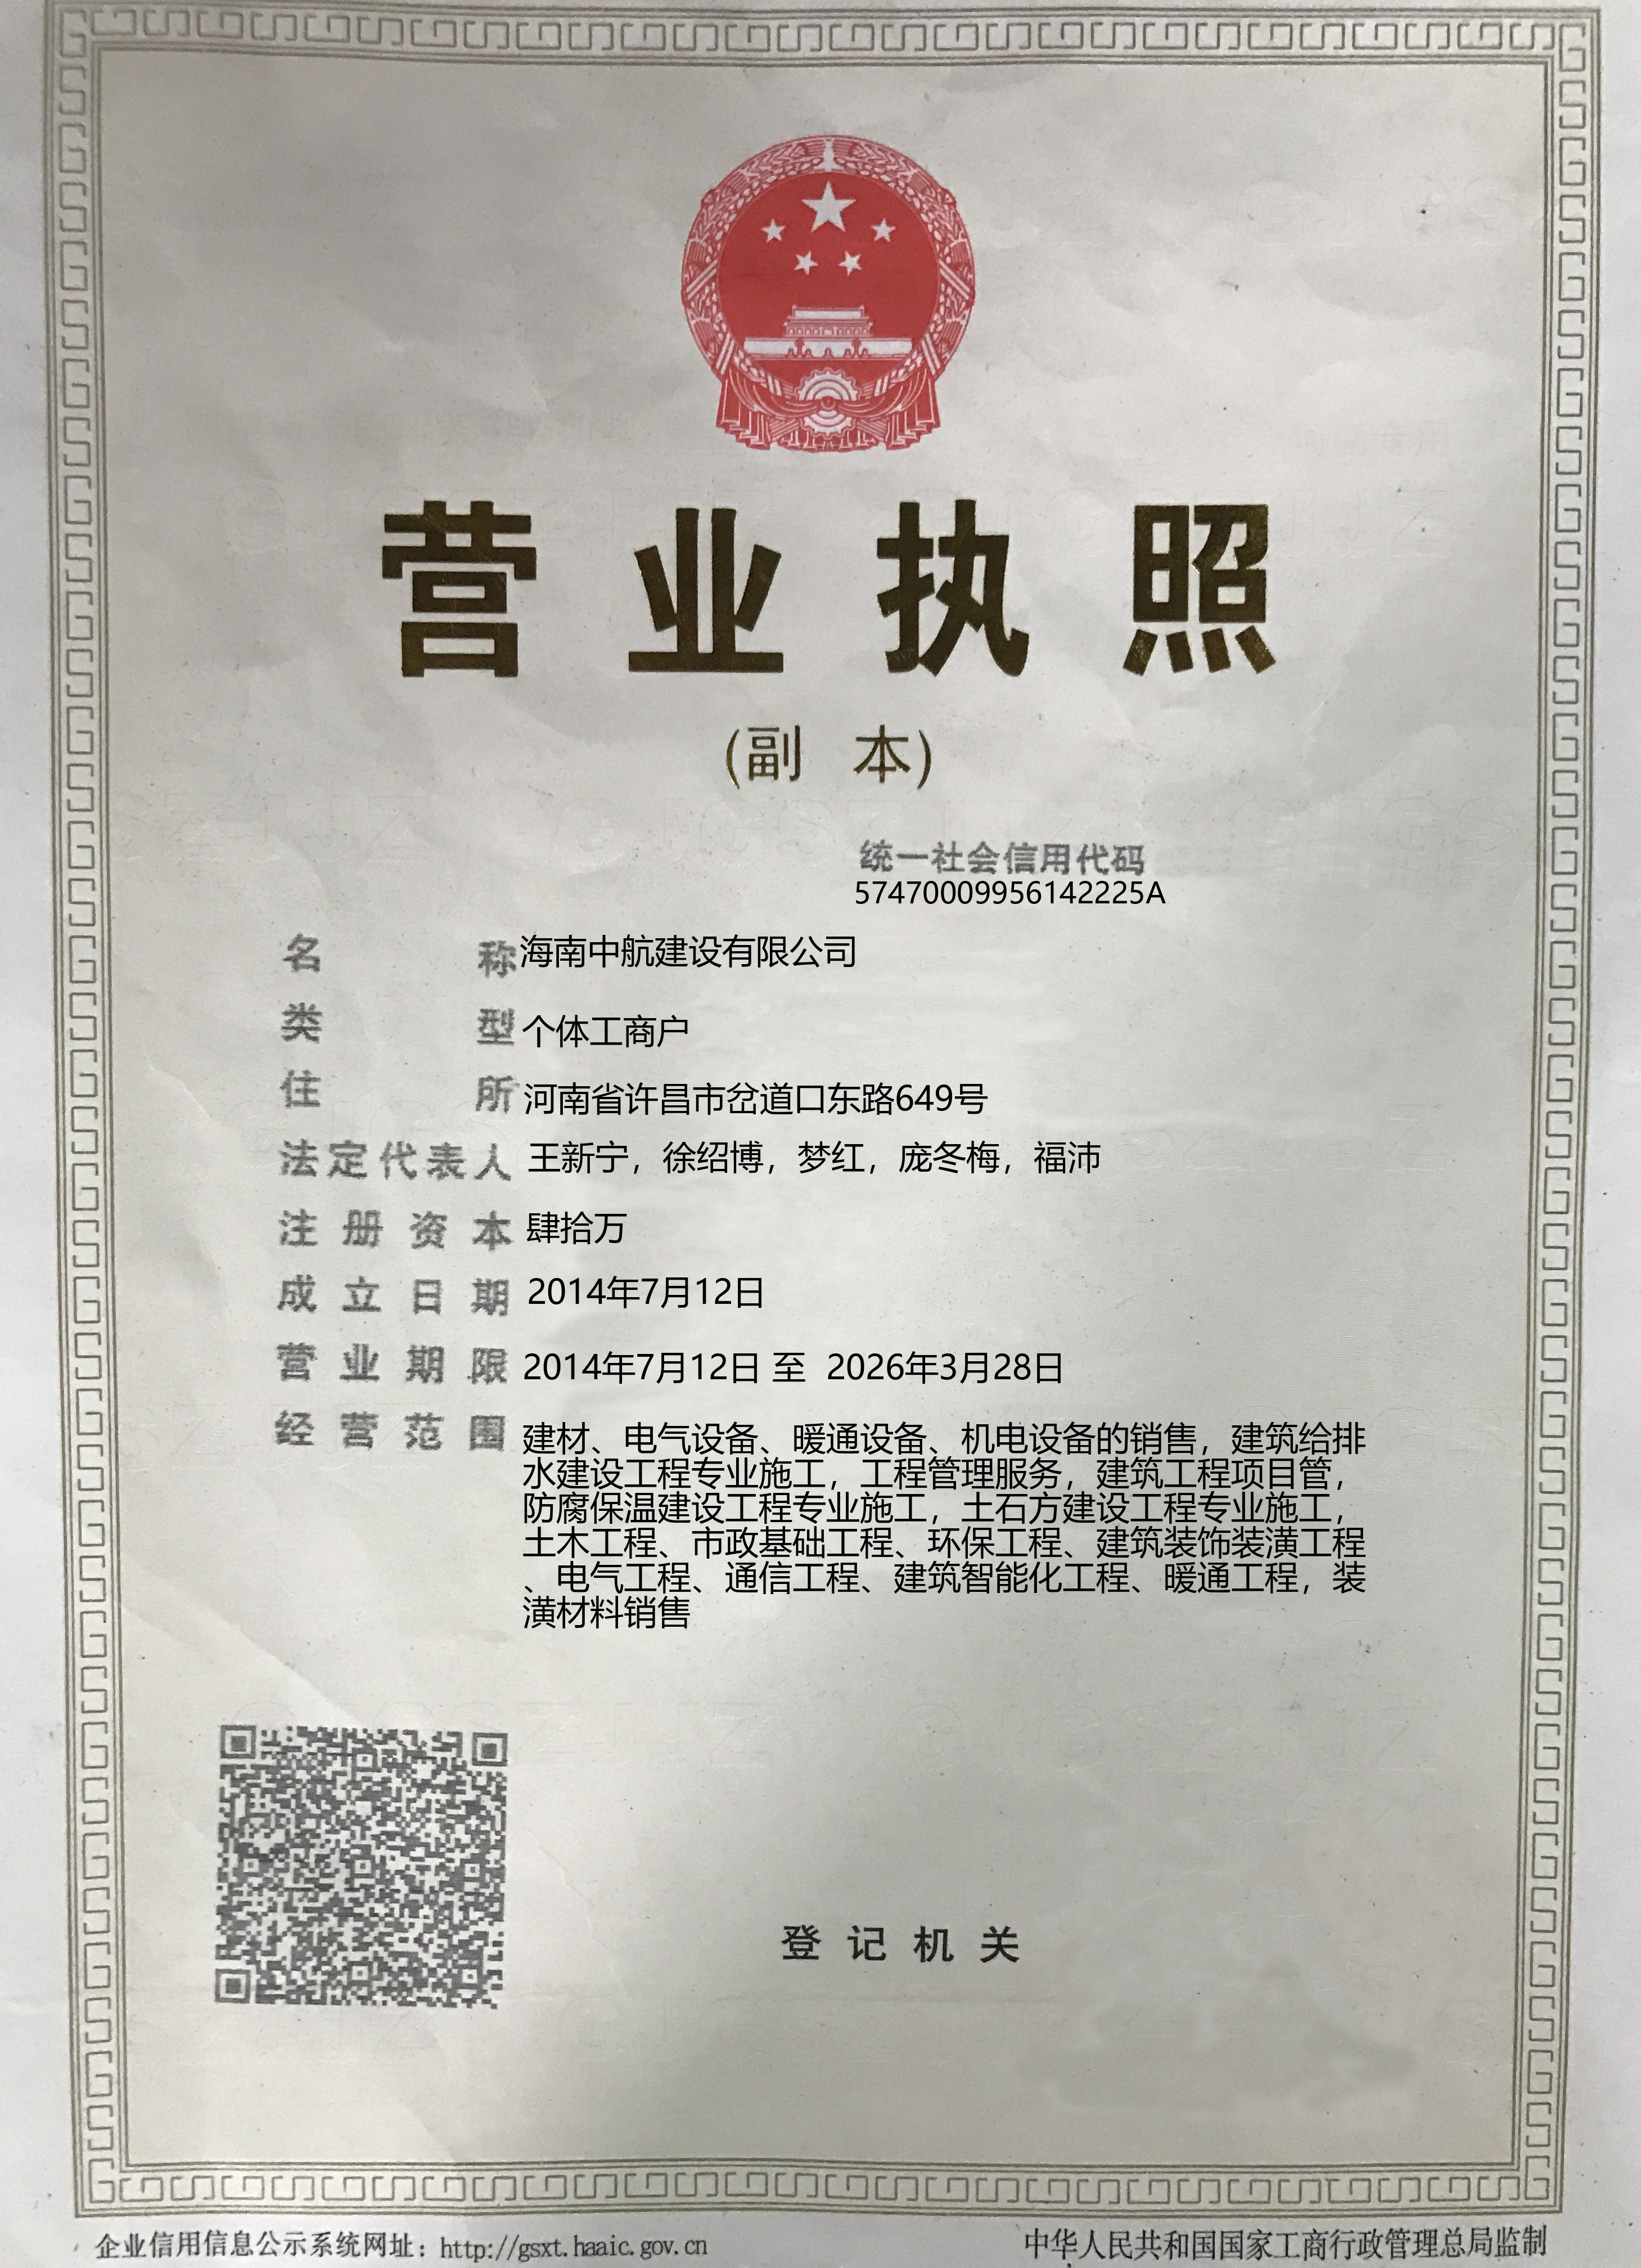 营业执照
(副 本)
统一社会信用代码
57470009956142225A
名 称 海南中航建设有限公司
类 型 个体工商户
住 所 河南省许昌市岔道口东路649号
法定代表人 王新宁，徐绍博，梦红，庞冬梅，福沛
注册资本 肆拾万
成立日期 2014年7月12日
营业期限 2014年7月12日 至 2026年3月28日
经营范围 建材、电气设备、暖通设备、机电设备的销售，建筑给排
水建设工程专业施工，工程管理服务，建筑工程项目管，
防腐保温建设工程专业施工，土石方建设工程专业施工，
土木工程、市政基础工程、环保工程、建筑装饰装潢工程
、电气工程、通信工程、建筑智能化工程、暖通工程，装
潢材料销售
登记机关
企业信用信息公示系统网址：http://gsxt.haaic.gov.cn
中华人民共和国国家工商行政管理总局监制